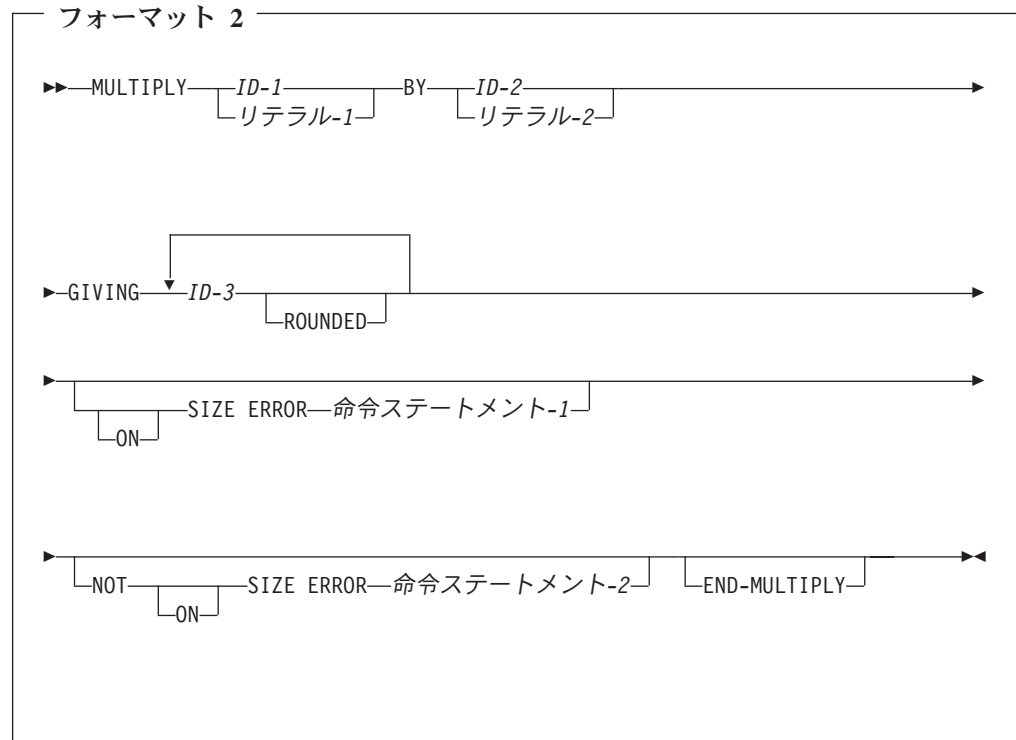 フォーマット 2
MULTIPLY ID-1 BY ID-2
リテラル-1 リテラル-2
GIVING ID-3
ROUNDED
SIZE ERROR 命令ステートメント-1
ON
NOT SIZE ERROR 命令ステートメント-2 END-MULTIPLY
ON